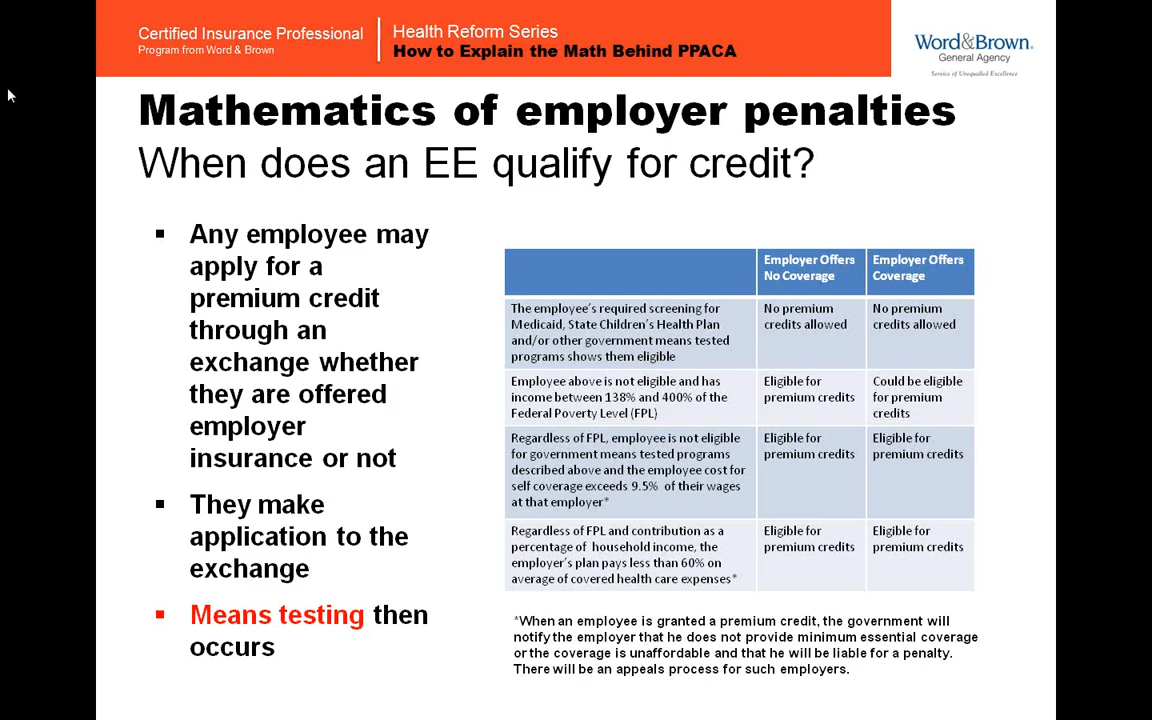 Certified Insurance Professional
Program from Word & Brown
Health Reform Series
How to Explain the Math Behind PPACA
Word&Brown®
General Agency
Service of Unequalled Excellence
Mathematics of employer penalties
When does an EE qualify for credit?
▪ Any employee may
apply for a
premium credit
through an
exchange whether
they are offered
employer
insurance or not
▪ They make
application to the
exchange
▪ Means testing then
occurs
Employer Offers
No Coverage
Employer Offers
Coverage
The employee's required screening for
Medicaid, State Children's Health Plan
and/or other government means tested
programs shows them eligible
No premium
credits allowed
No premium
credits allowed
Employee above is not eligible and has
income between 138% and 400% of the
Federal Poverty Level (FPL)
Eligible for
premium credits
Could be eligible
for premium
credits
Regardless of FPL, employee is not eligible
for government means tested programs
described above and the employee cost for
self coverage exceeds 9.5% of their wages
at that employer*
Eligible for
premium credits
Eligible for
premium credits
Regardless of FPL and contribution as a
percentage of household income, the
employer's plan pays less than 60% on
average of covered health care expenses*
Eligible for
premium credits
Eligible for
premium credits
*When an employee is granted a premium credit, the government will
notify the employer that he does not provide minimum essential coverage
or the coverage is unaffordable and that he will be liable for a penalty.
There will be an appeals process for such employers.